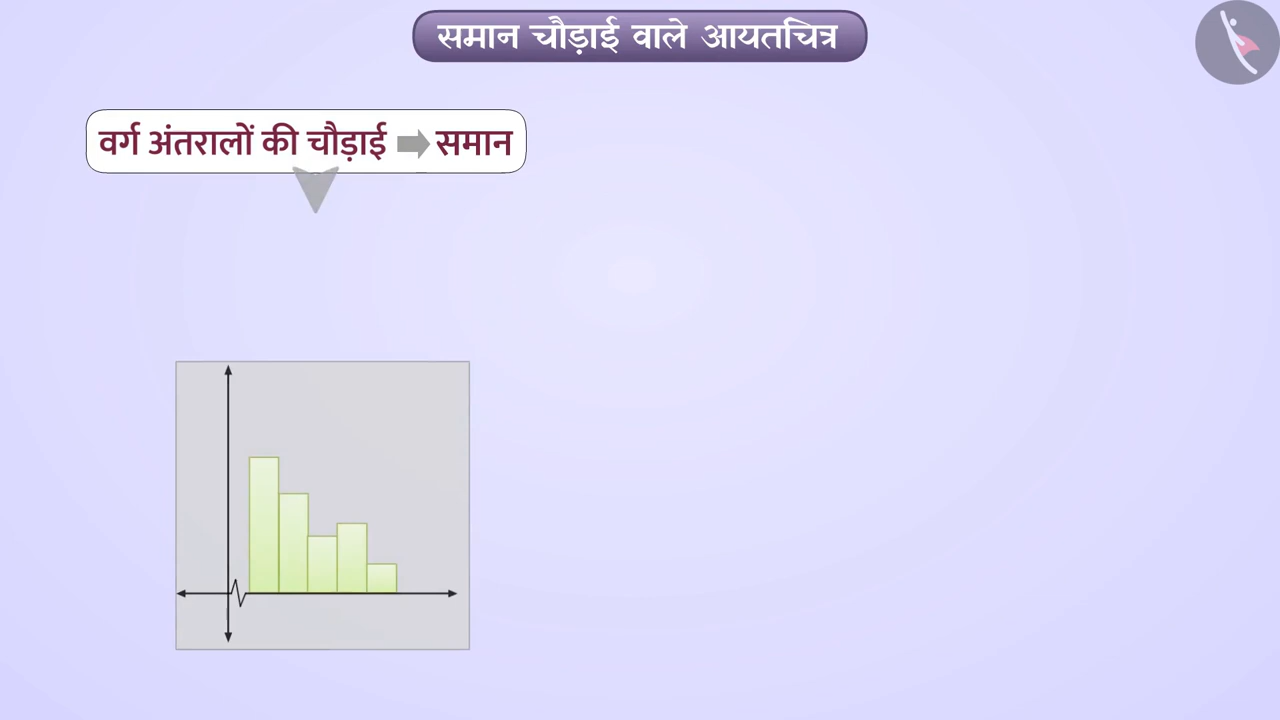 समान चौड़ाई वाले आयतचित्र
वर्ग अंतरालों की चौड़ाई ➡ समान